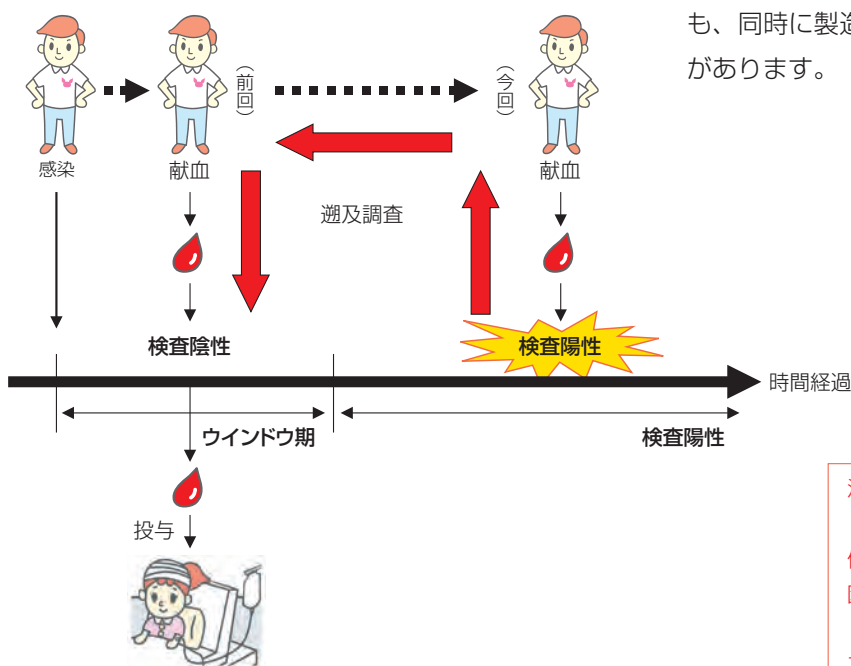 も、同時に製造
があります。
(前回)
(今回)
感染
献血
献血
遡及調査
検査陰性
検査陽性
時間経過
ウインドウ期
検査陽性
投与